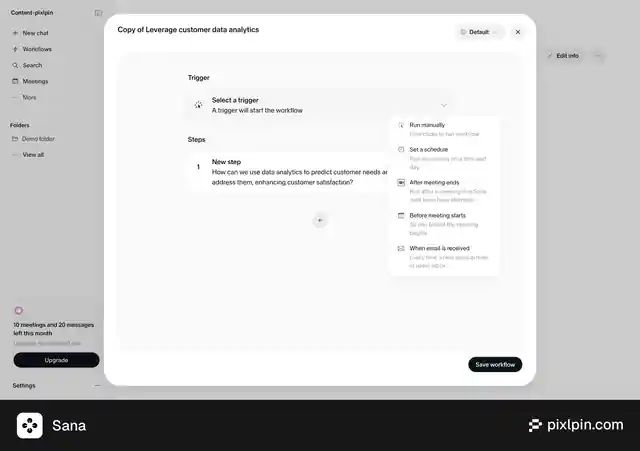 Content-pixlpin
New chat
Workflows
Search
Meetings
More
Folders
Demo folder
View all
10 meetings and 20 messages
left this month
Upgrade
Settings
Copy of Leverage customer data analytics
Default
Edit info
Trigger
Select a trigger
A trigger will start the workflow
Steps
1
New step
How can we use data analytics to predict customer needs an
address them, enhancing customer satisfaction?
Run manually
Set a schedule
day.
After meeting ends
Before meeting starts
begins
When email is received
Save workflow
Sana
pixlpin.com